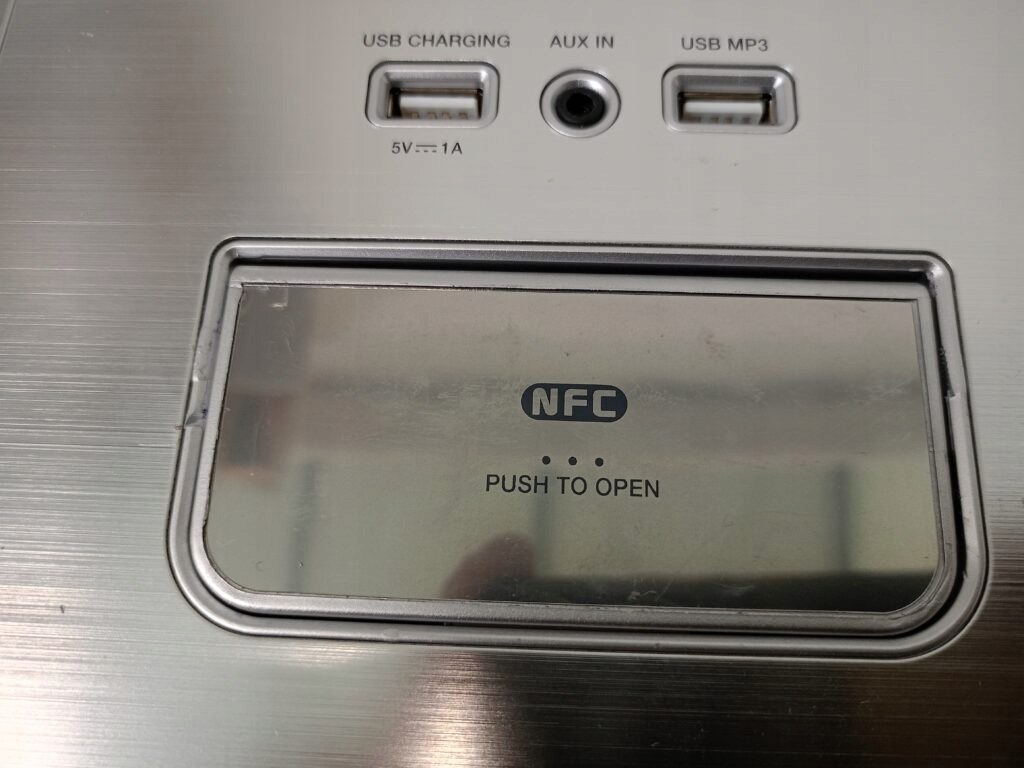 USB CHARGING AUX IN USB MP3
5V⎓1A
NFC
PUSH TO OPEN